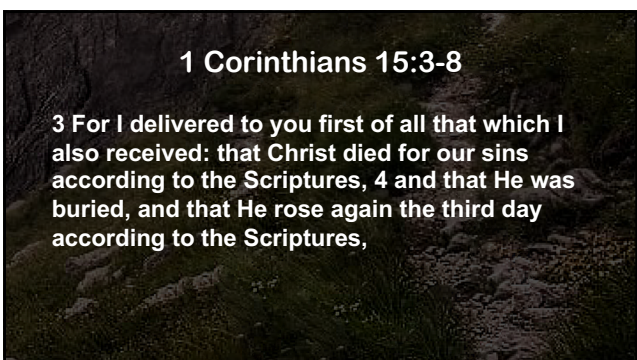 1 Corinthians 15:3-8
3 For I delivered to you first of all that which I
also received: that Christ died for our sins
according to the Scriptures, 4 and that He was
buried, and that He rose again the third day
according to the Scriptures,